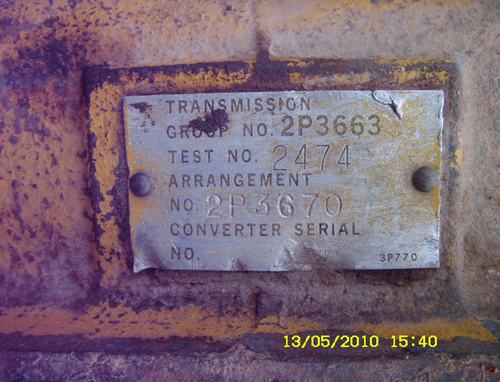 TRANSMISSION
GROUP NO. 2P3663
TEST NO. 2474
ARRANGEMENT
NO. 2P3670
CONVERTER SERIAL
NO.
3P770
13/05/2010 15:40